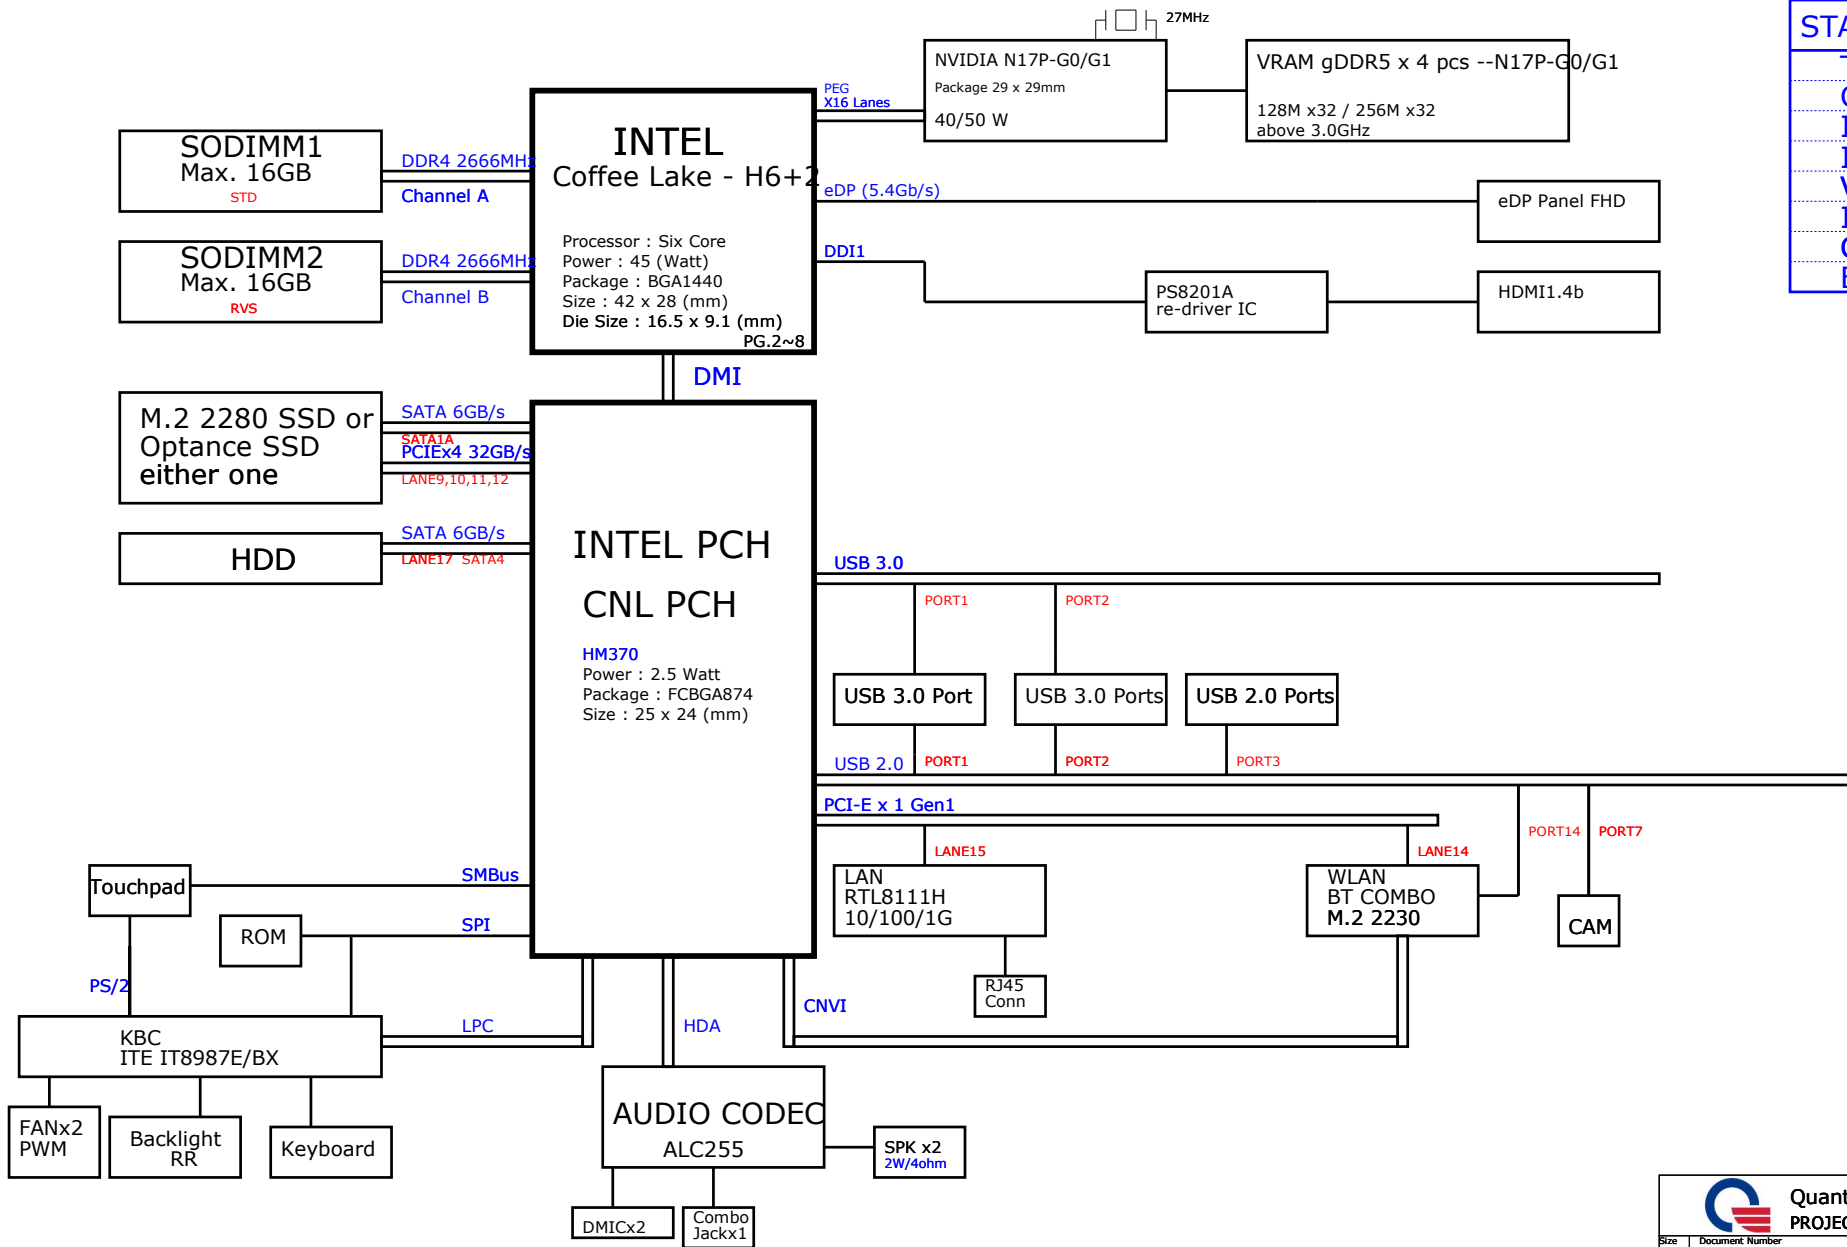 27MHz
NVIDIA N17P-G0/G1
Package 29 x 29mm
40/50 W
VRAM gDDR5 x 4 pcs --N17P-G0/G1
128M x32 / 256M x32
above 3.0GHz
PEG
X16 Lanes
INTEL
Coffee Lake - H6+2
Processor : Six Core
Power : 45 (Watt)
Package : BGA1440
Size : 42 x 28 (mm)
Die Size : 16.5 x 9.1 (mm)
PG.2~8
SODIMM1
Max. 16GB
STD
DDR4 2666MHz
Channel A
SODIMM2
Max. 16GB
RVS
DDR4 2666MHz
Channel B
eDP (5.4Gb/s)
eDP Panel FHD
DDI1
PS8201A
re-driver IC
HDMI1.4b
DMI
M.2 2280 SSD or
Optance SSD
either one
SATA 6GB/s
SATA1A
PCIEx4 32GB/s
LANE9,10,11,12
HDD
SATA 6GB/s
LANE17 SATA4
INTEL PCH
CNL PCH
HM370
Power : 2.5 Watt
Package : FCBGA874
Size : 25 x 24 (mm)
USB 3.0
PORT1
PORT2
USB 3.0 Port
USB 3.0 Ports
USB 2.0 Ports
USB 2.0
PORT1
PORT2
PORT3
PCI-E x 1 Gen1
LANE15
LANE14
PORT14
PORT7
LAN
RTL8111H
10/100/1G
WLAN
BT COMBO
M.2 2230
CAM
RJ45
Conn
Touchpad
SMBus
ROM
SPI
PS/2
KBC
ITE IT8987E/BX
LPC
HDA
CNVI
FANx2
PWM
Backlight
RR
Keyboard
AUDIO CODEC
ALC255
SPK x2
2W/4ohm
DMICx2
Combo
Jackx1
STA
Quant
PROJEC
Size
Document Number